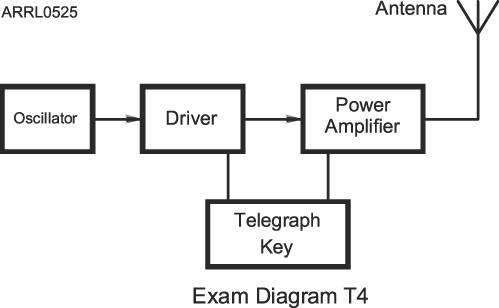 ARRL0525
Antenna
Oscillator
Driver
Power
Amplifier
Telegraph
Key
Exam Diagram T4